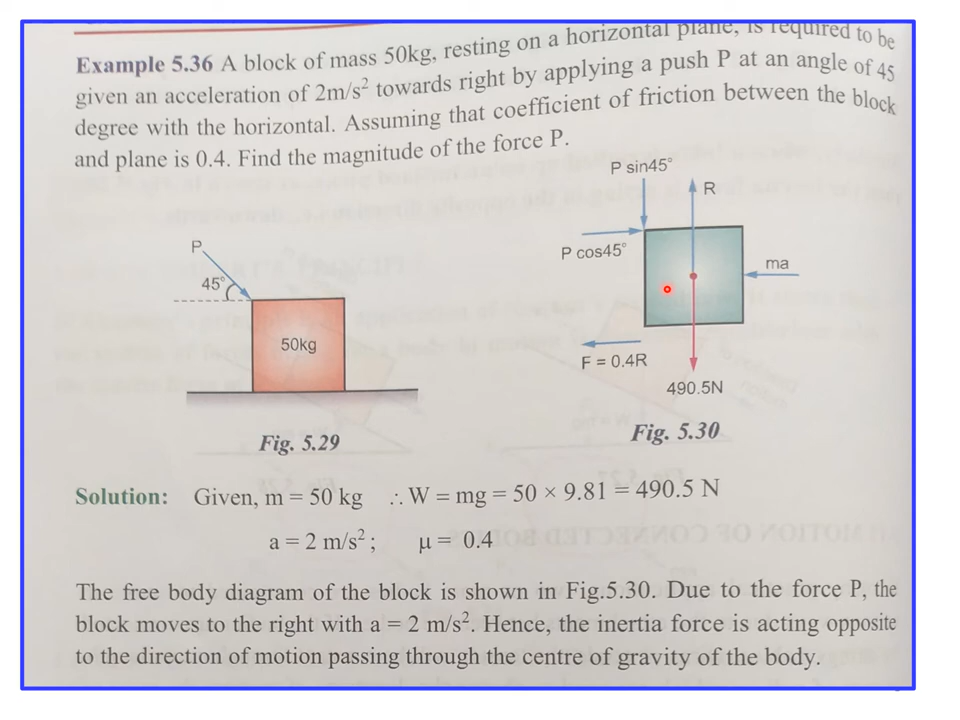 Example 5.36 A block of mass 50kg, resting on a horizontal plane, is required to be
given an acceleration of 2m/s² towards right by applying a push P at an angle of 45
degree with the horizontal. Assuming that coefficient of friction between the block
and plane is 0.4. Find the magnitude of the force P.
P
45°
50kg
Fig. 5.29
P sin45°
R
P cos45°
ma
F = 0.4R
490.5N
Fig. 5.30
Solution: Given, m = 50 kg ∴ W = mg = 50 × 9.81 = 490.5 N
a = 2 m/s² ; μ = 0.4
The free body diagram of the block is shown in Fig.5.30. Due to the force P, the
block moves to the right with a = 2 m/s². Hence, the inertia force is acting opposite
to the direction of motion passing through the centre of gravity of the body.